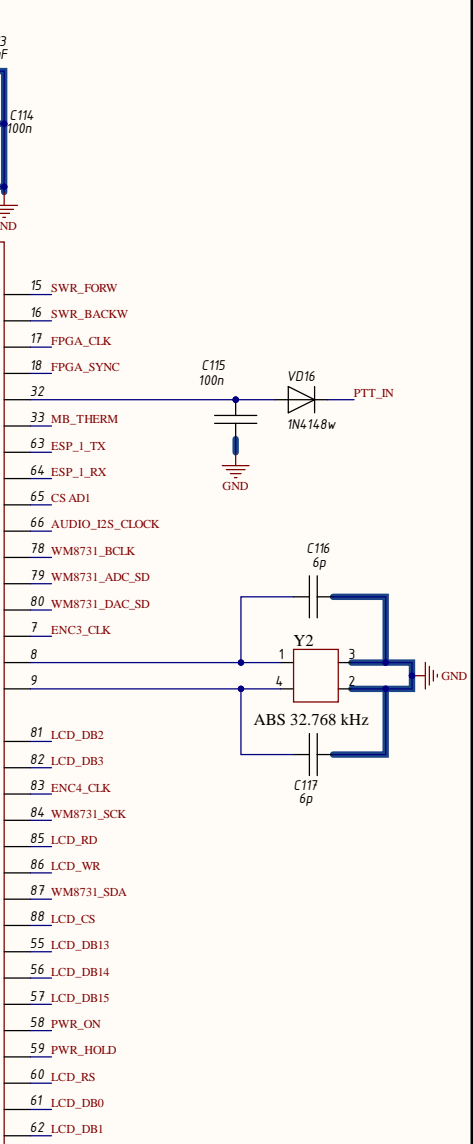 3
F
C114
100n
ND
15 SWR_FORW
16 SWR_BACKW
17 FPGA_CLK
18 FPGA_SYNC
C115
100n
VD16
32
PTT_IN
1N4148w
33 MB_THERM
63 ESP_1_TX
64 ESP_1_RX
GND
65 CS AD1
66 AUDIO_I2S_CLOCK
78 WM8731_BCLK
C116
6p
79 WM8731_ADC_SD
80 WM8731_DAC_SD
7 ENC3_CLK
Y2
8
1
3
GND
9
4
2
ABS 32.768 kHz
81 LCD_DB2
82 LCD_DB3
83 ENC4_CLK
C117
6p
84 WM8731_SCK
85 LCD_RD
86 LCD_WR
87 WM8731_SDA
88 LCD_CS
55 LCD_DB13
56 LCD_DB14
57 LCD_DB15
58 PWR_ON
59 PWR_HOLD
60 LCD_RS
61 LCD_DB0
62 LCD_DB1